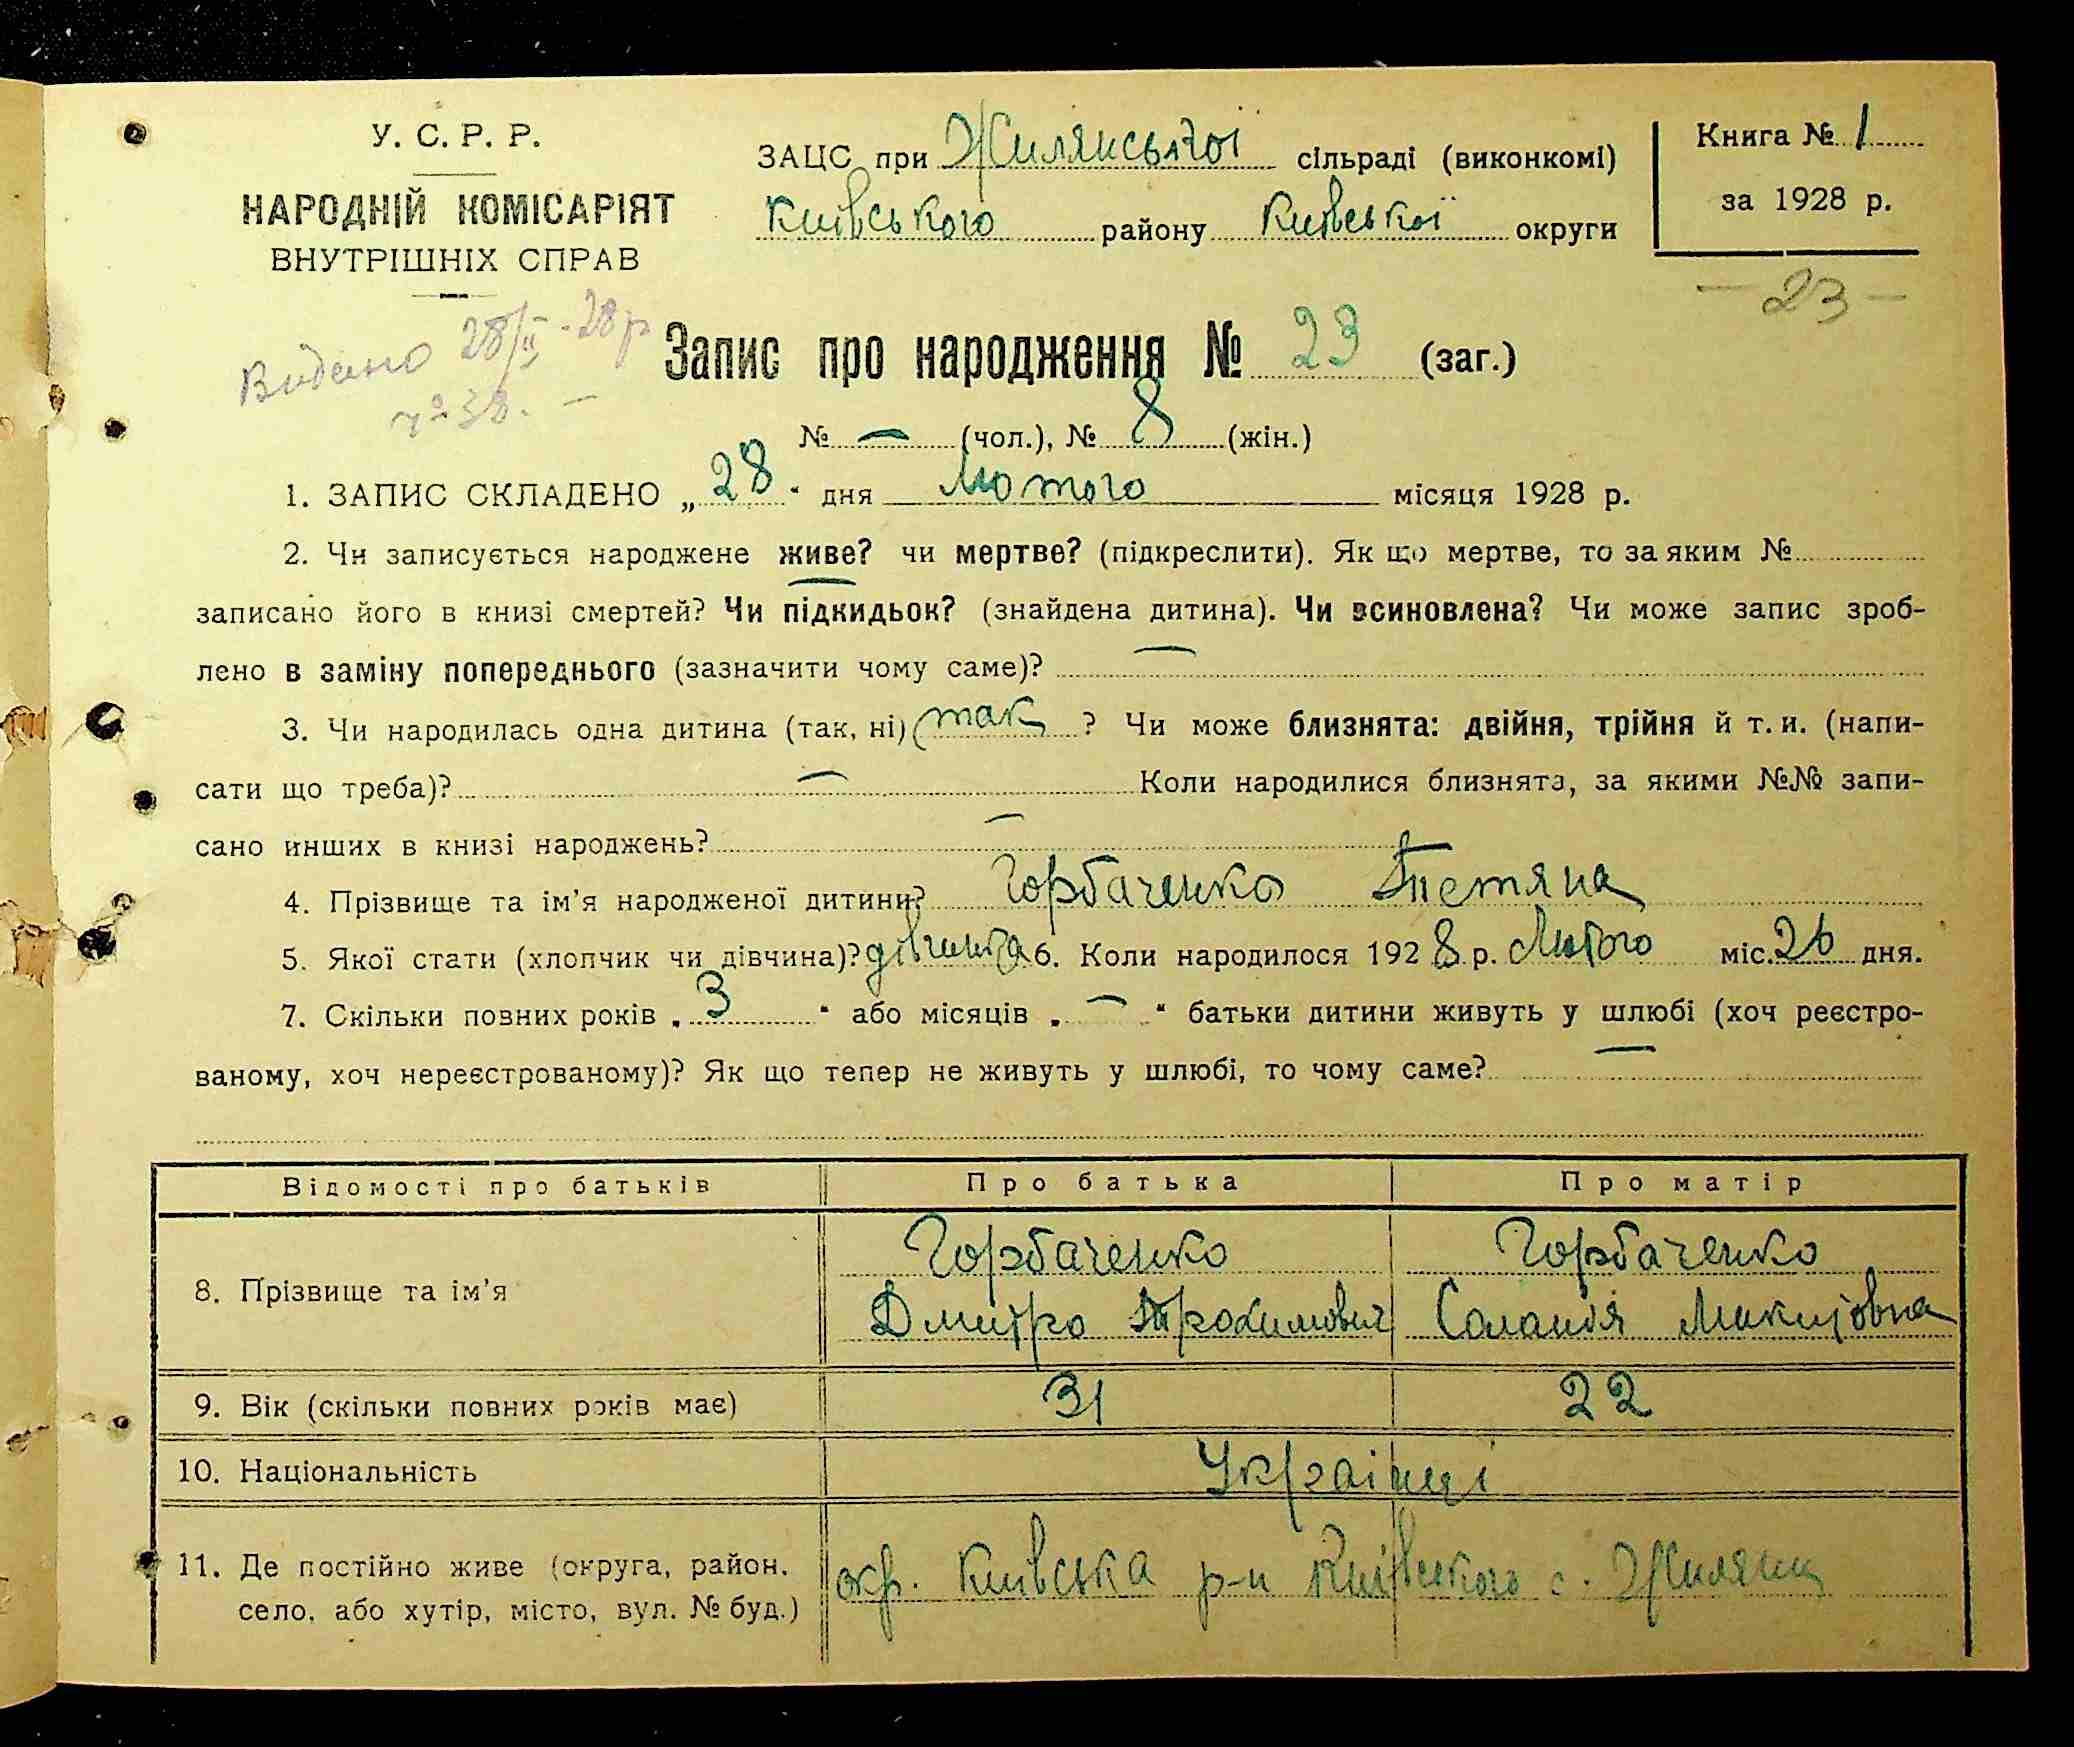 У. С. Р. Р.
НАРОДНІЙ КОМІСАРІЯТ
ВНУТРІШНІХ СПРАВ
ЗАЦС при Жилянської сільраді (виконкомі)
Київського району Київської округи
Книга № 1
за 1928 р.
— 23 —
Видано 28/II - 28 р
№ 38. —
Запис про народження № 23 (заг.)
№ — (чол.), № 8 (жін.)
1. ЗАПИС СКЛАДЕНО „28“ дня Лютого місяця 1928 р.
2. Чи записується народжене живе? чи мертве? (підкреслити). Як що мертве, то за яким №
записано його в книзі смертей? Чи підкидьок? (знайдена дитина). Чи всиновлена? Чи може запис зроб-
лено в заміну попереднього (зазначити чому саме)? —
3. Чи народилась одна дитина (так, ні) так ? Чи може близнята: двійня, трійня й т. и. (напи-
сати що треба)? — Коли народилися близнята, за якими №№ запи-
сано инших в книзі народжень? —
4. Прізвище та ім'я народженої дитини? Горбаченко Тетяна
5. Якої стати (хлопчик чи дівчина)? дівчинка 6. Коли народилося 1928 р. Лютого міс. 26 дня.
7. Скільки повних років „3“ або місяців „—“ батьки дитини живуть у шлюбі (хоч реєстро-
ваному, хоч нереєстрованому)? Як що тепер не живуть у шлюбі, то чому саме? —
Відомості про батьків Про батька Про матір
8. Прізвище та ім'я Горбаченко Горбаченко
Дмитро Трохимович Микитовна
9. Вік (скільки повних років має) 31 22
10. Національність Українці
11. Де постійно живе (округа, район, окр. Київська р-н Київського с. Жиляни
село, або хутір, місто, вул. № буд.)